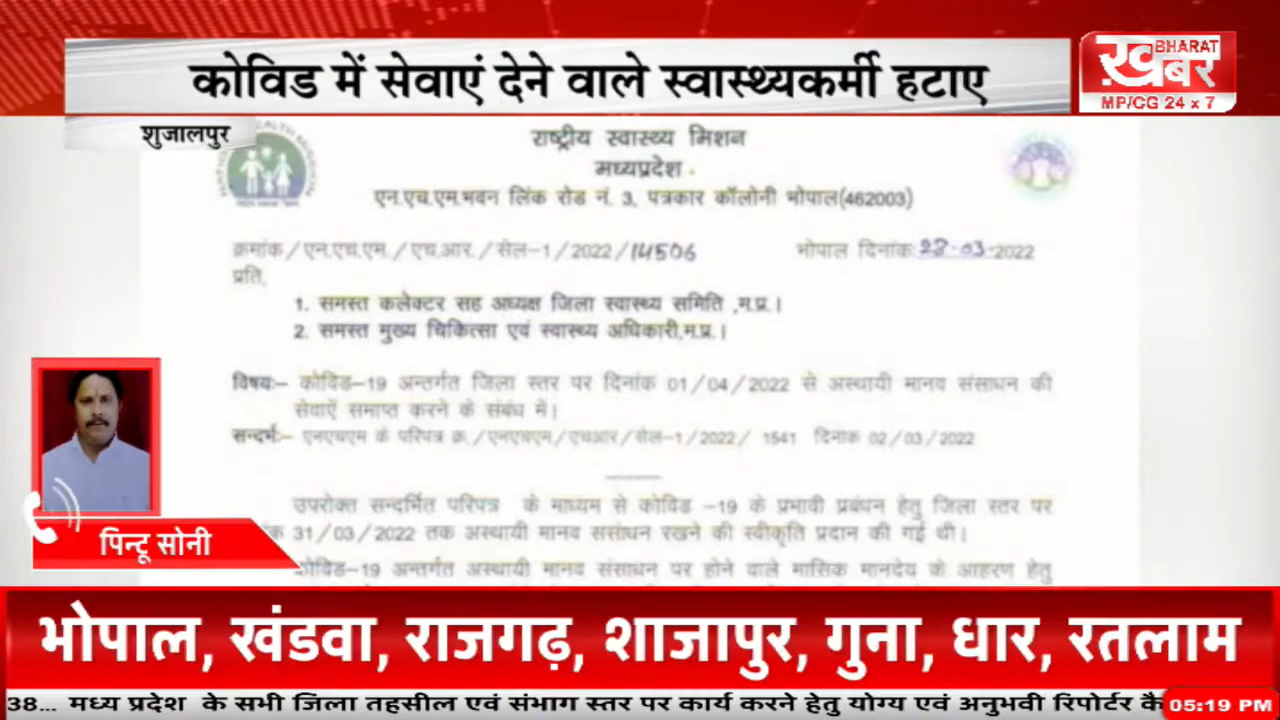 कोविड में सेवाएं देने वाले स्वास्थ्यकर्मी हटाए
BHARAT
ख़बर
MP/CG 24 x 7
शुजालपुर
राष्ट्रीय स्वास्थ्य मिशन
मध्यप्रदेश
एन.एच.एम.भवन लिंक रोड नं. 3, पत्रकार कॉलोनी भोपाल(462003)
क्रमांक/एन.एच.एम./एच.आर./सेल-1/2022/14506 भोपाल दिनांक 28-03-2022
प्रति,
1. समस्त कलेक्टर सह अध्यक्ष जिला स्वास्थ्य समिति ,म.प्र.।
2. समस्त मुख्य चिकित्सा एवं स्वास्थ्य अधिकारी,म.प्र.।
विषयः- कोविड-19 अन्तर्गत जिला स्तर पर दिनांक 01/04/2022 से अस्थायी मानव संसाधन की
सेवाऐं समाप्त करने के संबंध में।
सन्दर्भः- एनएचएम के परिपत्र क्र./एनएचएम/एचआर/सेल-1/2022/ 1541 दिनांक 02/03/2022
उपरोक्त सन्दर्भित परिपत्र के माध्यम से कोविड -19 के प्रभावी प्रबंधन हेतु जिला स्तर पर
31/03/2022 तक अस्थायी मानव संसाधन रखने की स्वीकृति प्रदान की गई थी।
कोविड-19 अन्तर्गत अस्थायी मानव संसाधन पर होने वाले मासिक मानदेय के आहरण हेतु
पिन्टू सोनी
भोपाल, खंडवा, राजगढ़, शाजापुर, गुना, धार, रतलाम
38... मध्य प्रदेश के सभी जिला तहसील एवं संभाग स्तर पर कार्य करने हेतु योग्य एवं अनुभवी रिपोर्टर कै
05:19 PM